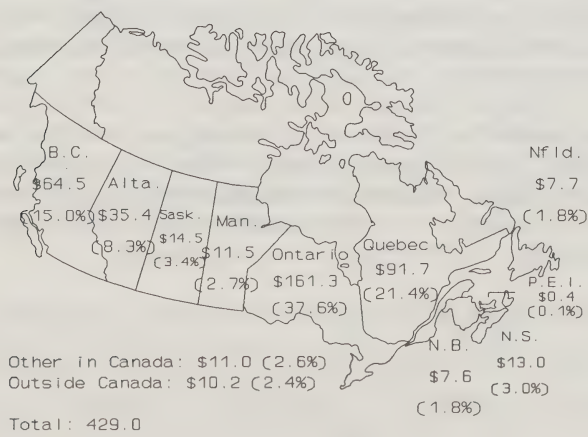 B.C.
$64.5
(15.0%)
Alta.
$35.4
(8.3%)
Sask.
$14.5
(3.4%)
Man.
$11.5
(2.7%)
Ontario
$161.3
(37.6%)
Quebec
$91.7
(21.4%)
Nfld.
$7.7
(1.8%)
P.E.I.
$0.4
(0.1%)
N.S.
$13.0
(3.0%)
N.B.
$7.6
(1.8%)
Other in Canada: $11.0 (2.6%)
Outside Canada: $10.2 (2.4%)
Total: 429.0